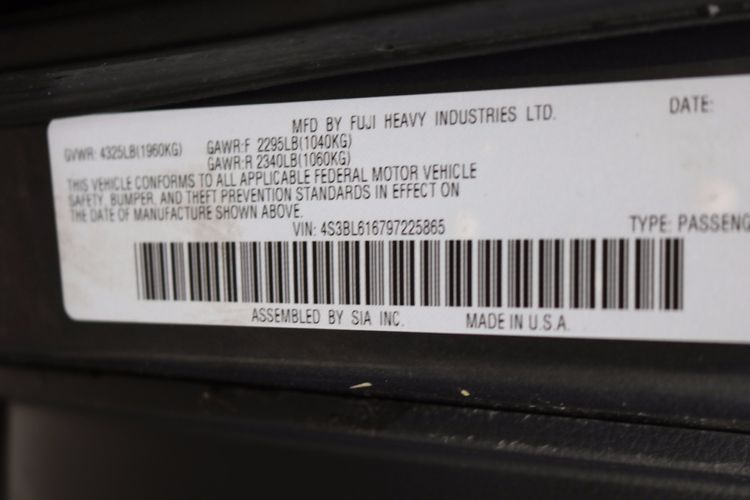 MFD BY FUJI HEAVY INDUSTRIES LTD. DATE:
GVWR: 4325LB(1960KG) GAWR:F 2295LB(1040KG)
GAWR:R 2340LB(1060KG)
THIS VEHICLE CONFORMS TO ALL APPLICABLE FEDERAL MOTOR VEHICLE
SAFETY, BUMPER, AND THEFT PREVENTION STANDARDS IN EFFECT ON
THE DATE OF MANUFACTURE SHOWN ABOVE.
VIN: 4S3BL616797225865 TYPE: PASSENG
ASSEMBLED BY SIA INC. MADE IN U.S.A.